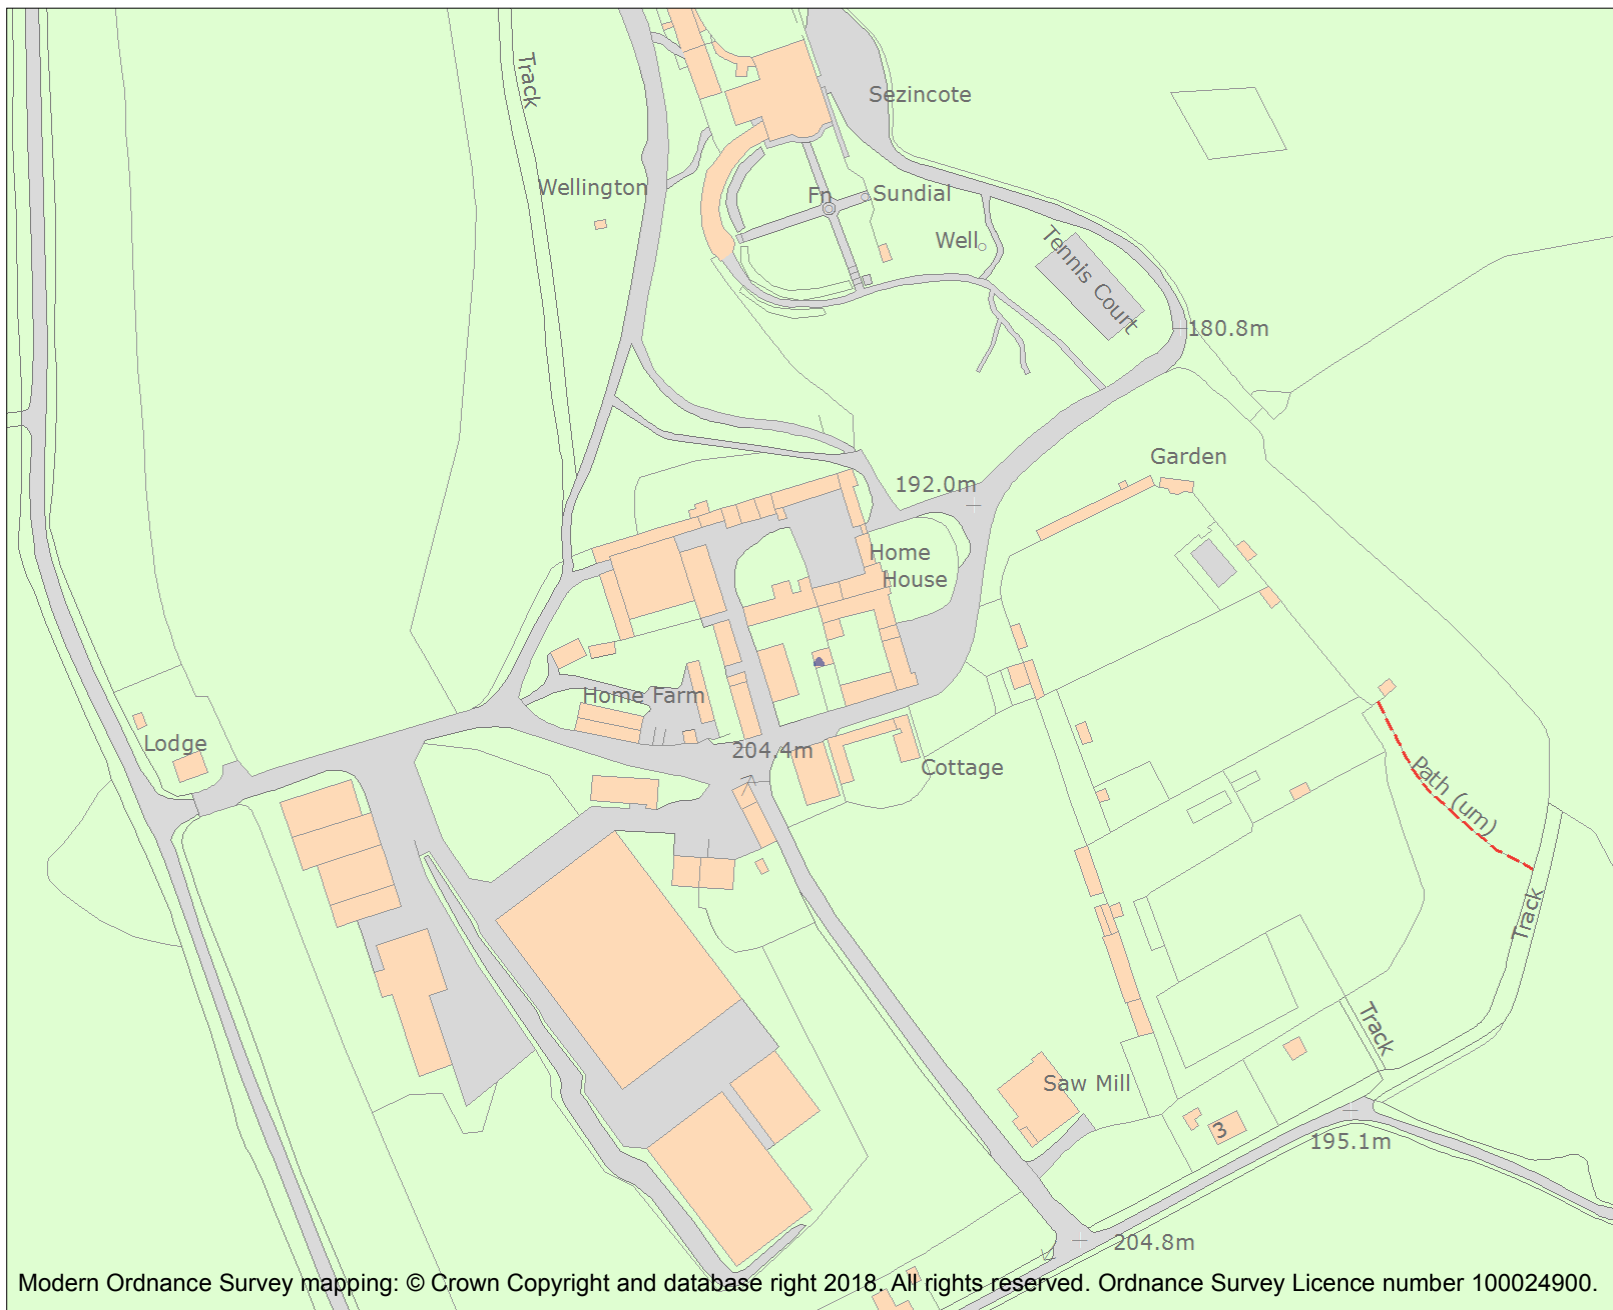 Track
Sezincote
Wellington
Fn
Sundial
Well
Tennis Court
180.8m
Garden
192.0m
Home
House
Home Farm
Lodge
204.4m
Cottage
Path (um)
Track
Track
Saw Mill
3
195.1m
204.8m
Modern Ordnance Survey mapping: © Crown Copyright and database right 2018. All rights reserved. Ordnance Survey Licence number 100024900.